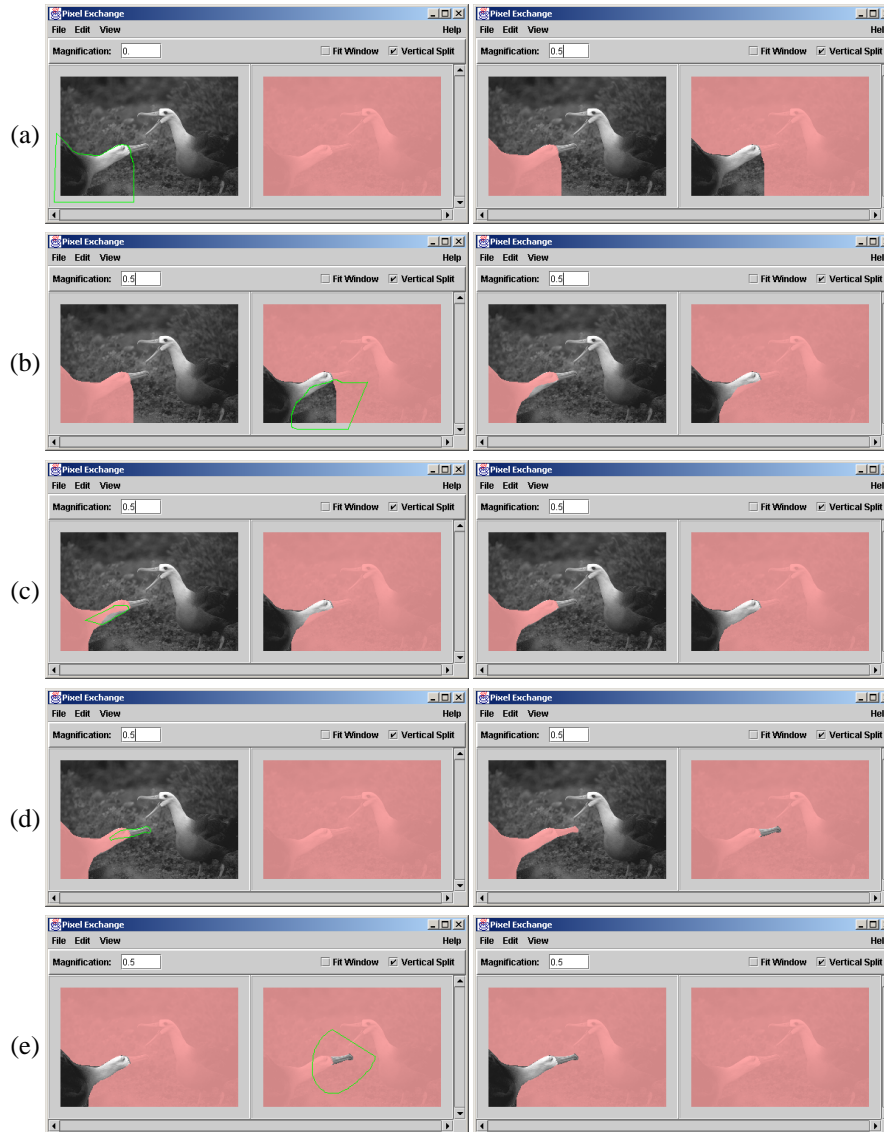 Pixel Exchange Pixel Exchange
File Edit View Help File Edit View Hel
Magnification: 0. Fit Window Vertical Split Magnification: 0.5 Fit Window Vertical Split
(a)
Pixel Exchange Pixel Exchange
File Edit View Help File Edit View Hel
Magnification: 0.5 Fit Window Vertical Split Magnification: 0.5 Fit Window Vertical Split
(b)
Pixel Exchange Pixel Exchange
File Edit View Help File Edit View Hel
Magnification: 0.5 Fit Window Vertical Split Magnification: 0.5 Fit Window Vertical Split
(c)
Pixel Exchange Pixel Exchange
File Edit View Help File Edit View Hel
Magnification: 0.5 Fit Window Vertical Split Magnification: 0.5 Fit Window Vertical Split
(d)
Pixel Exchange Pixel Exchange
File Edit View Help File Edit View Hel
Magnification: 0.5 Fit Window Vertical Split Magnification: 0.5 Fit Window Vertical Split
(e)